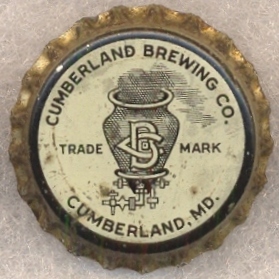 CUMBERLAND BREWING CO.
TRADE MARK
CUMBERLAND, MD.